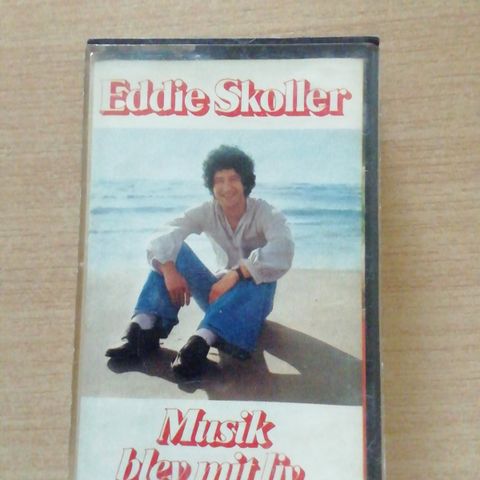 Eddie Skoller
Musik
blev mit liv